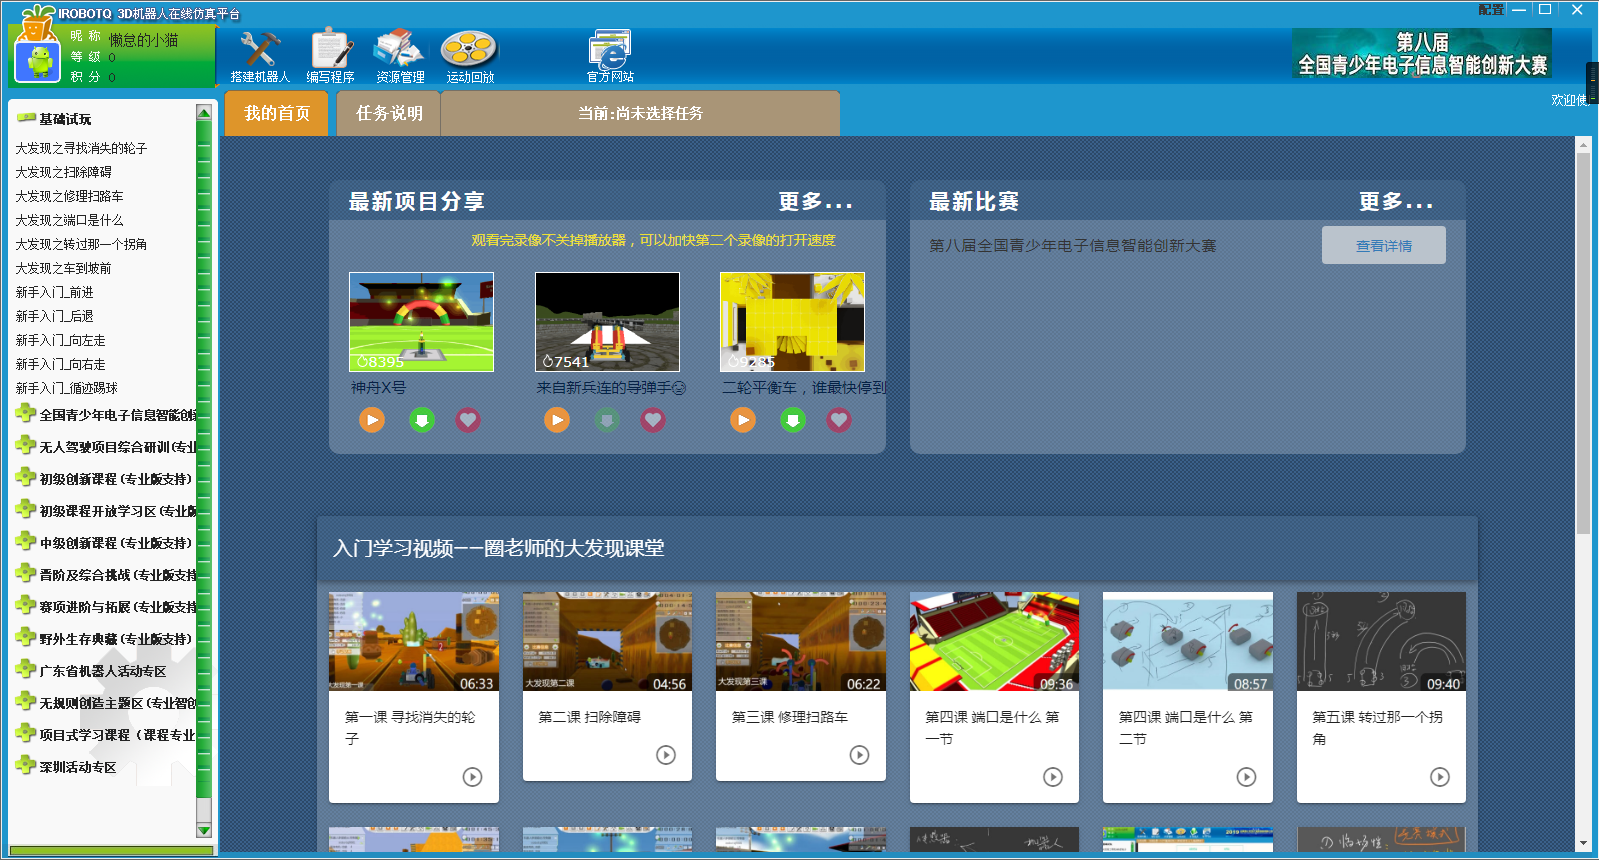 IROBOTQ 3D机器人在线仿真平台
配置
昵 称 懒怠的小猫
等 级 0
积 分 0
搭建机器人 编写程序 资源管理 运动回放 官方网站
第八届
全国青少年电子信息智能创新大赛
欢迎使
我的首页 任务说明 当前:尚未选择任务
基础试玩
大发现之寻找消失的轮子
大发现之扫除障碍
大发现之修理扫路车
大发现之端口是什么
大发现之转过那一个拐角
大发现之车到坡前
新手入门_前进
新手入门_后退
新手入门_向左走
新手入门_向右走
新手入门_循迹踢球
全国青少年电子信息智能创
无人驾驶项目综合研训(专业
初级创新课程(专业版支持)
初级课程开放学习区(专业版
中级创新课程(专业版支持)
晋阶及综合挑战(专业版支持
赛项进阶与拓展(专业版支持
野外生存典藏(专业版支持)
广东省机器人活动专区
无规则创造主题区(专业智创
项目式学习课程（课程专业
深圳活动专区
最新项目分享 更多...
观看完录像不关掉播放器，可以加快第二个录像的打开速度
8395 7541 9285
神舟X号 来自新兵连的导弹手 二轮平衡车，谁最快停到
最新比赛 更多...
第八届全国青少年电子信息智能创新大赛 查看详情
入门学习视频——圈老师的大发现课堂
大发现第一课 06:33
大发现第二课 04:56
大发现第三课 06:22
09:36
08:57
09:40
第一课 寻找消失的轮
子
第二课 扫除障碍
第三课 修理扫路车
第四课 端口是什么 第
一节
第四课 端口是什么 第
二节
第五课 转过那一个拐
角